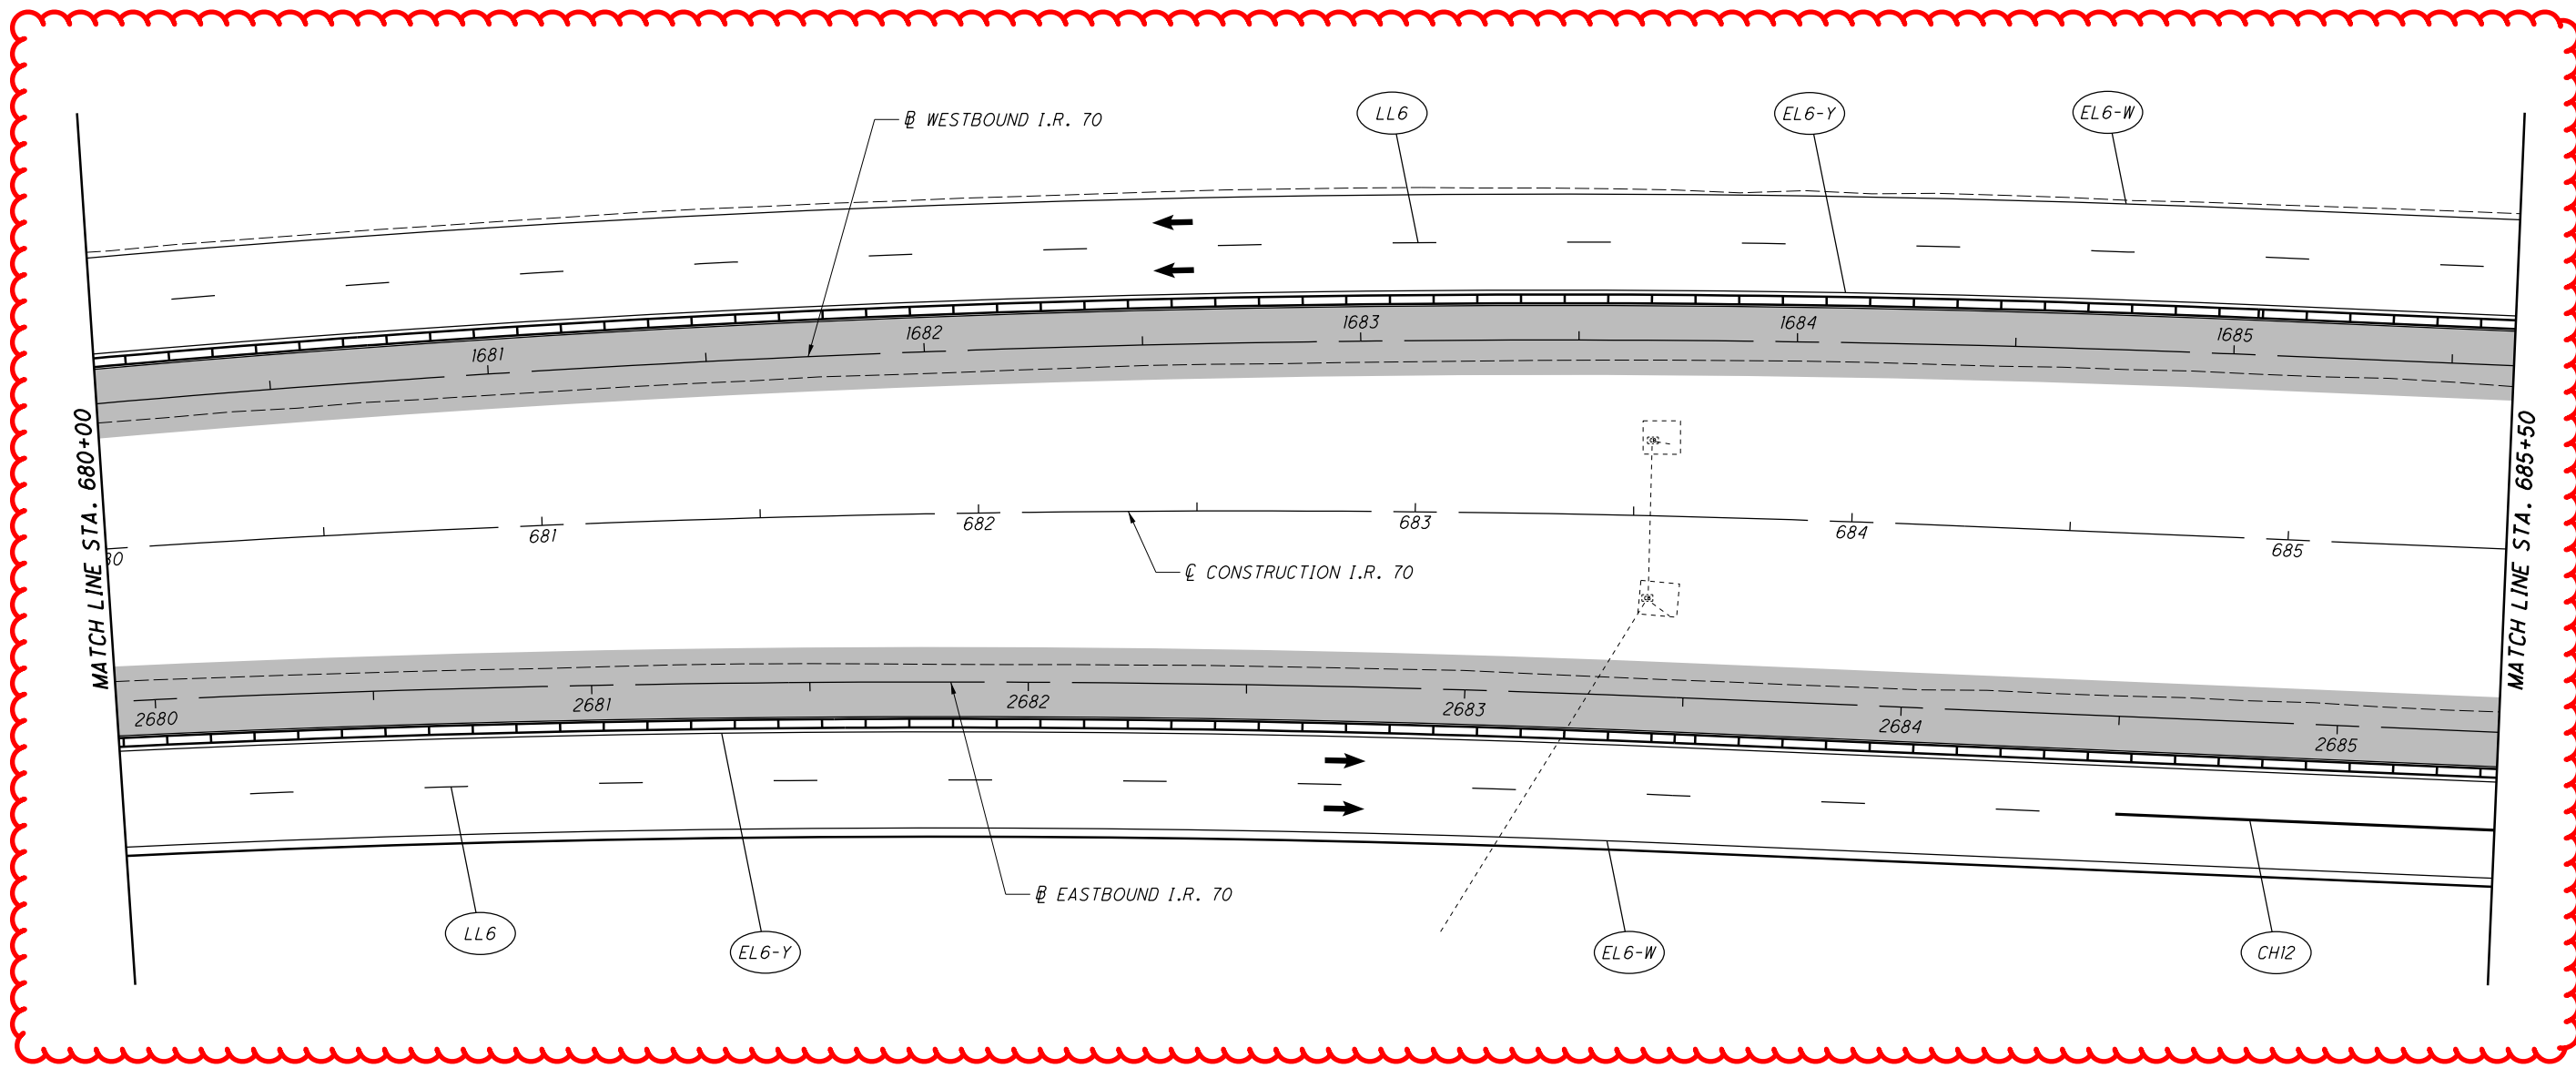 LL6
EL6-Y
EL6-W
℄ WESTBOUND I.R. 70
1681
1682
1683
1684
1685
MATCH LINE STA. 680+00
MATCH LINE STA. 685+50
681
682
683
684
685
℄ CONSTRUCTION I.R. 70
2680
2681
2682
2683
2684
2685
℄ EASTBOUND I.R. 70
LL6
EL6-Y
EL6-W
CH12